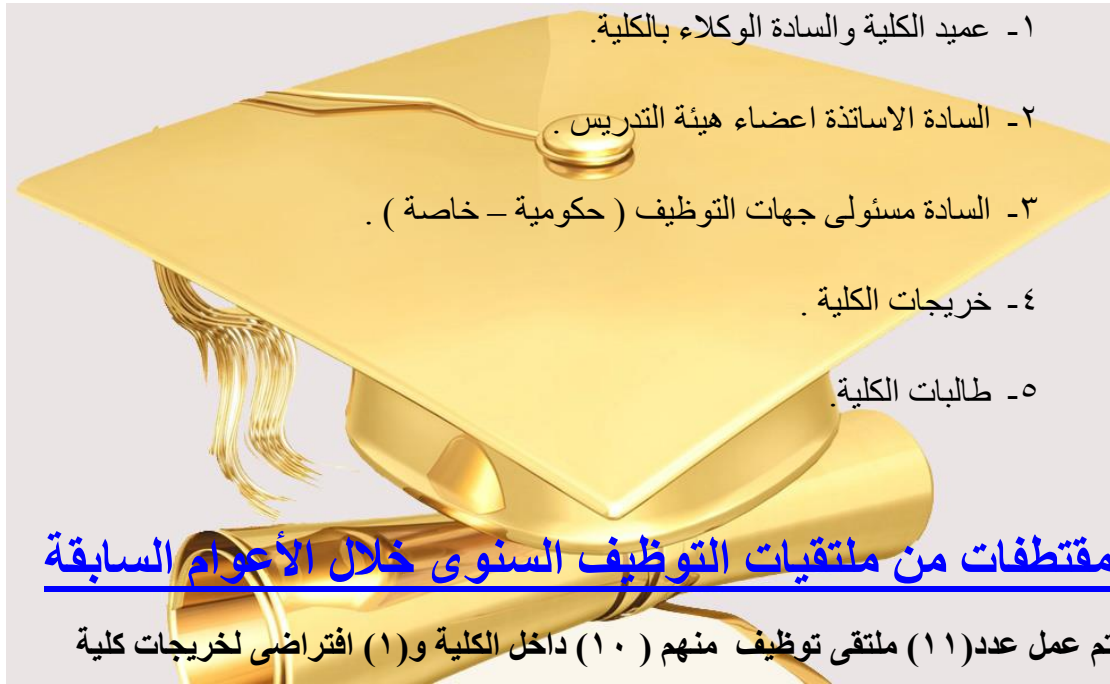 ١- عميد الكلية والسادة الوكلاء بالكلية.
٢- السادة الاساتذة اعضاء هيئة التدريس .
٣- السادة مسئولى جهات التوظيف ( حكومية – خاصة ) .
٤- خريجات الكلية .
٥- طالبات الكلية.
مقتطفات من ملتقيات التوظيف السنوى خلال الأعوام السابقة
تم عمل عدد(١١) ملتقى توظيف منهم (١٠) داخل الكلية و(١) افتراضى لخريجات كلية